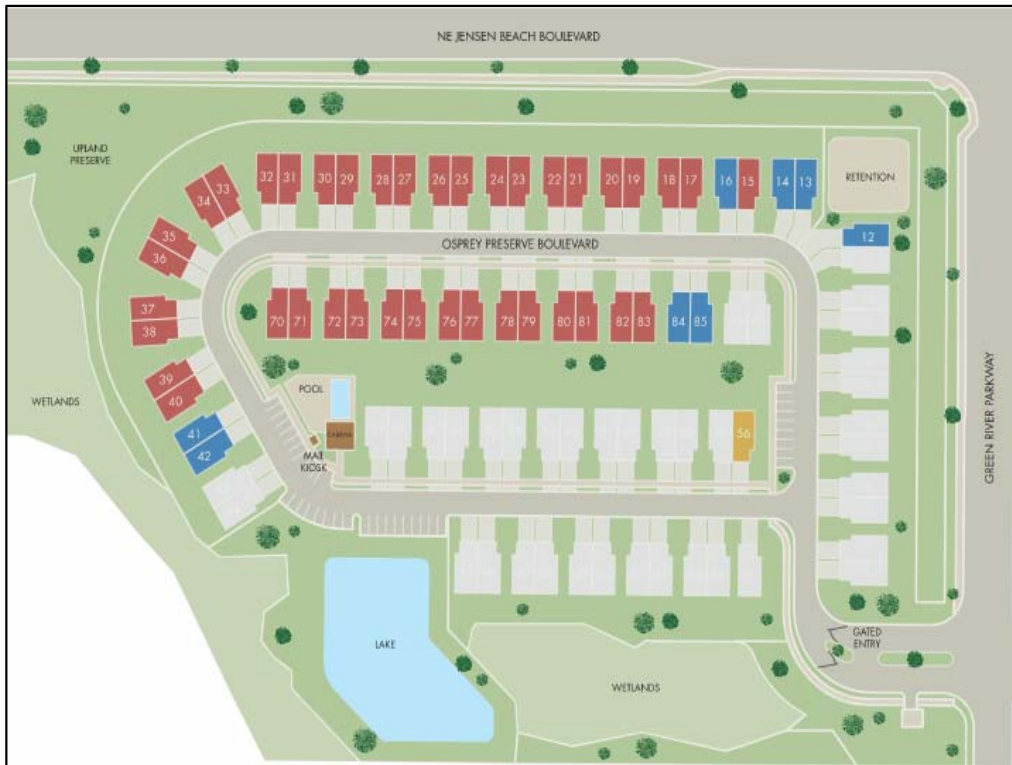 NE JENSEN BEACH BOULEVARD
UPLAND
PRESERVE
RETENTION
32 31 30 29 28 27 26 25 24 23 22 21 20 19 18 17 16 15 14 13
34 33
35
36
12
OSPREY PRESERVE BOULEVARD
37
38
70 71 72 73 74 75 76 77 78 79 80 81 82 83 84 85
39
40
WETLANDS
POOL
GREEN RIVER PARKWAY
41
42
CABANA
56
MAIL
KIOSK
LAKE
GATED
ENTRY
WETLANDS